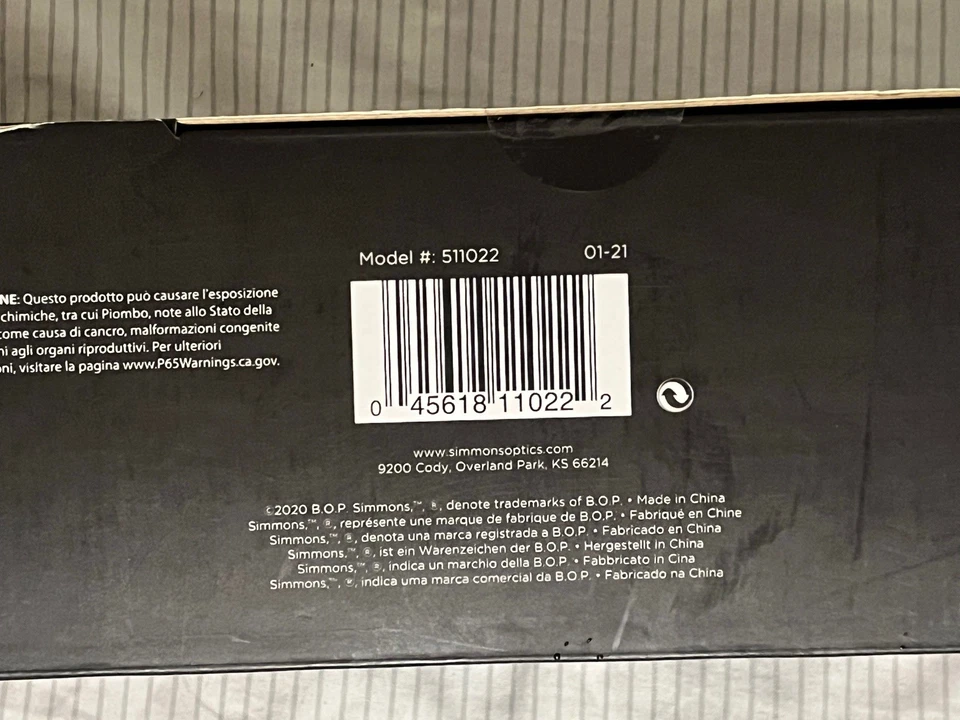 Model #: 511022 01-21
NE: Questo prodotto può causare l'esposizione
chimiche, tra cui Piombo, note allo Stato della
come causa di cancro, malformazioni congenite
ni agli organi riproduttivi. Per ulteriori
oni, visitare la pagina www.P65Warnings.ca.gov.
0 45618 11022 2
www.simmonsoptics.com
9200 Cody, Overland Park, KS 66214
©2020 B.O.P. Simmons,™, ®, denote trademarks of B.O.P. • Made in China
Simmons,™, ®, représente une marque de fabrique de B.O.P. • Fabriqué en Chine
Simmons,™, ®, denota una marca registrada a B.O.P. • Fabricado en China
Simmons,™, ®, ist ein Warenzeichen der B.O.P. • Hergestellt in China
Simmons,™, ®, indica un marchio della B.O.P. • Fabbricato in Cina
Simmons,™, ®, indica uma marca comercial da B.O.P. • Fabricado na China